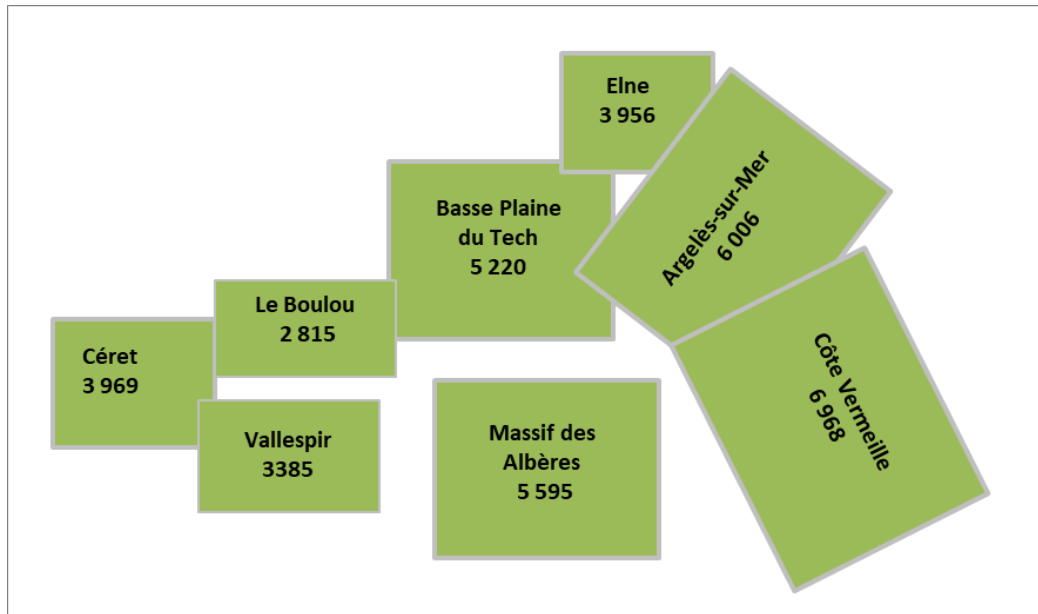 Elne
3 956
Argelès-sur-Mer
6 006
Basse Plaine
du Tech
5 220
Le Boulou
2 815
Céret
3 969
Côte Vermeille
6 968
Vallespir
3385
Massif des
Albères
5 595